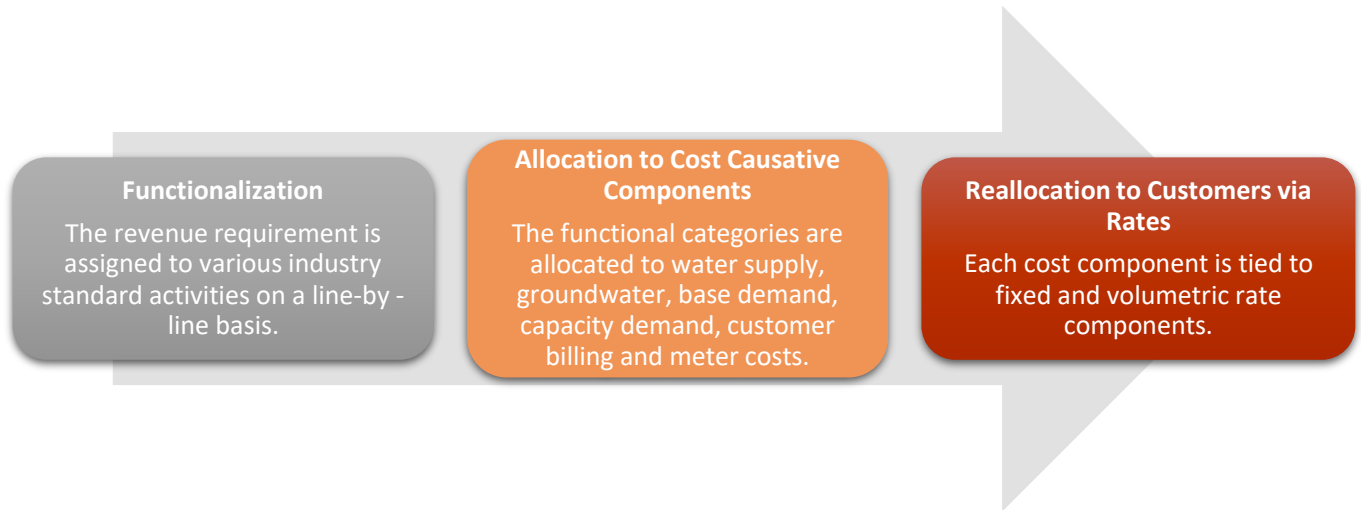 Functionalization
The revenue requirement is
assigned to various industry
standard activities on a line-by -
line basis.
Allocation to Cost Causative
Components
The functional categories are
allocated to water supply,
groundwater, base demand,
capacity demand, customer
billing and meter costs.
Reallocation to Customers via
Rates
Each cost component is tied to
fixed and volumetric rate
components.